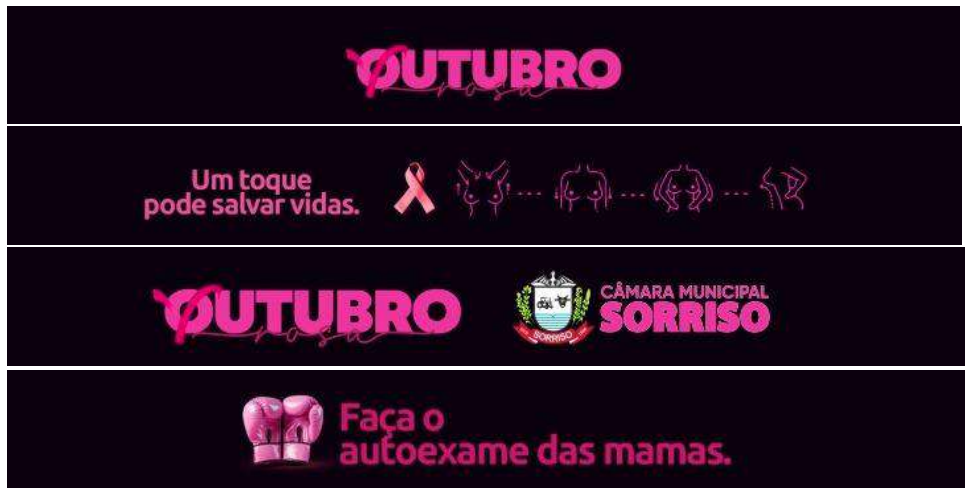 OUTUBRO
rosa
Um toque
pode salvar vidas.
OUTUBRO
rosa
CÂMARA MUNICIPAL
SORRISO
SORRISO
Faça o
autoexame das mamas.